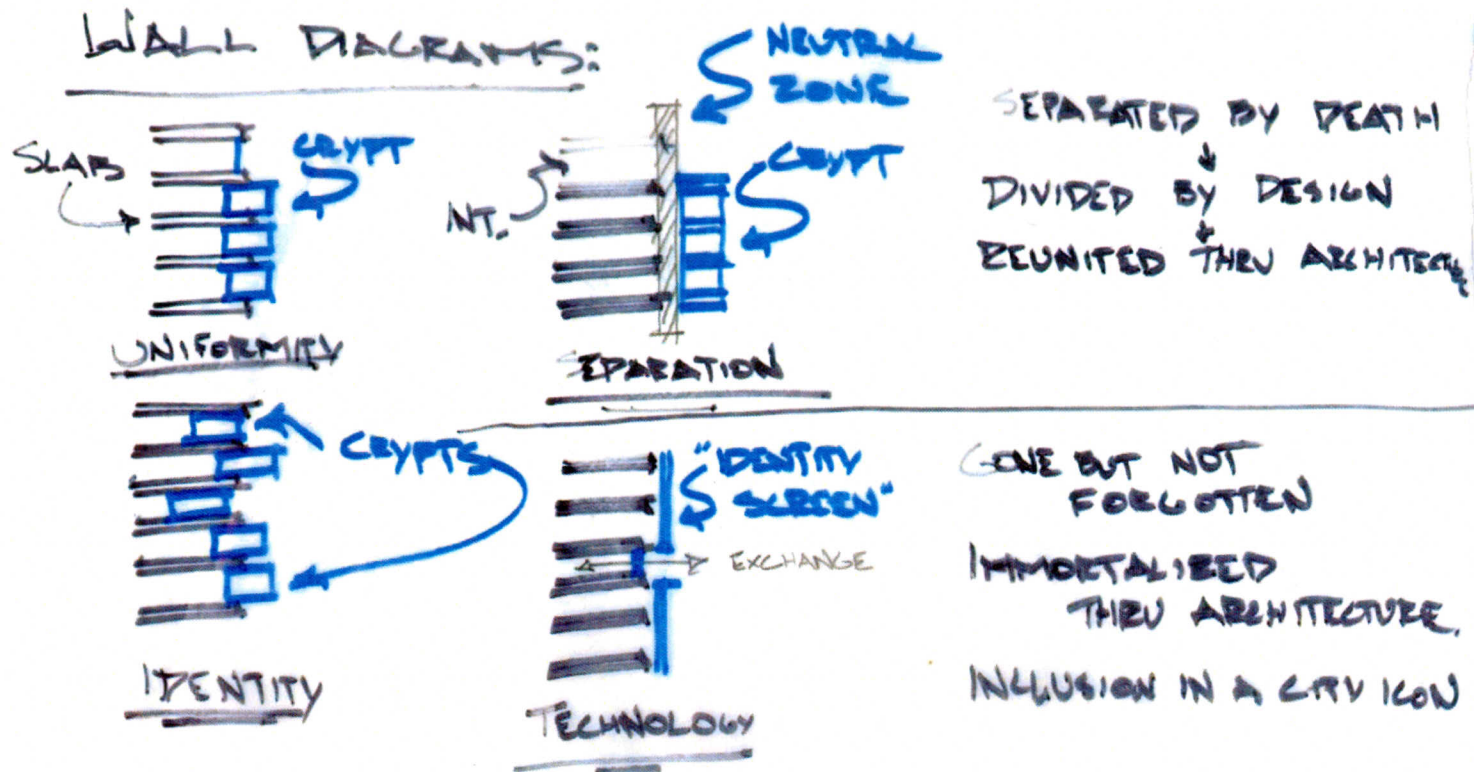 WALL DIAGRAMS:
SLAB
CRYPT
UNIFORMITY
NEUTRAL
ZONE
CRYPT
INT.
SEPARATION
SEPARATED BY DEATH
DIVIDED BY DESIGN
REUNITED THRU ARCHITECTURE
CRYPTS
IDENTITY
"IDENTITY
SCREEN"
EXCHANGE
TECHNOLOGY
GONE BUT NOT
FORGOTTEN
IMMORTALIZED
THRU ARCHITECTURE.
INCLUSION IN A CITY ICON